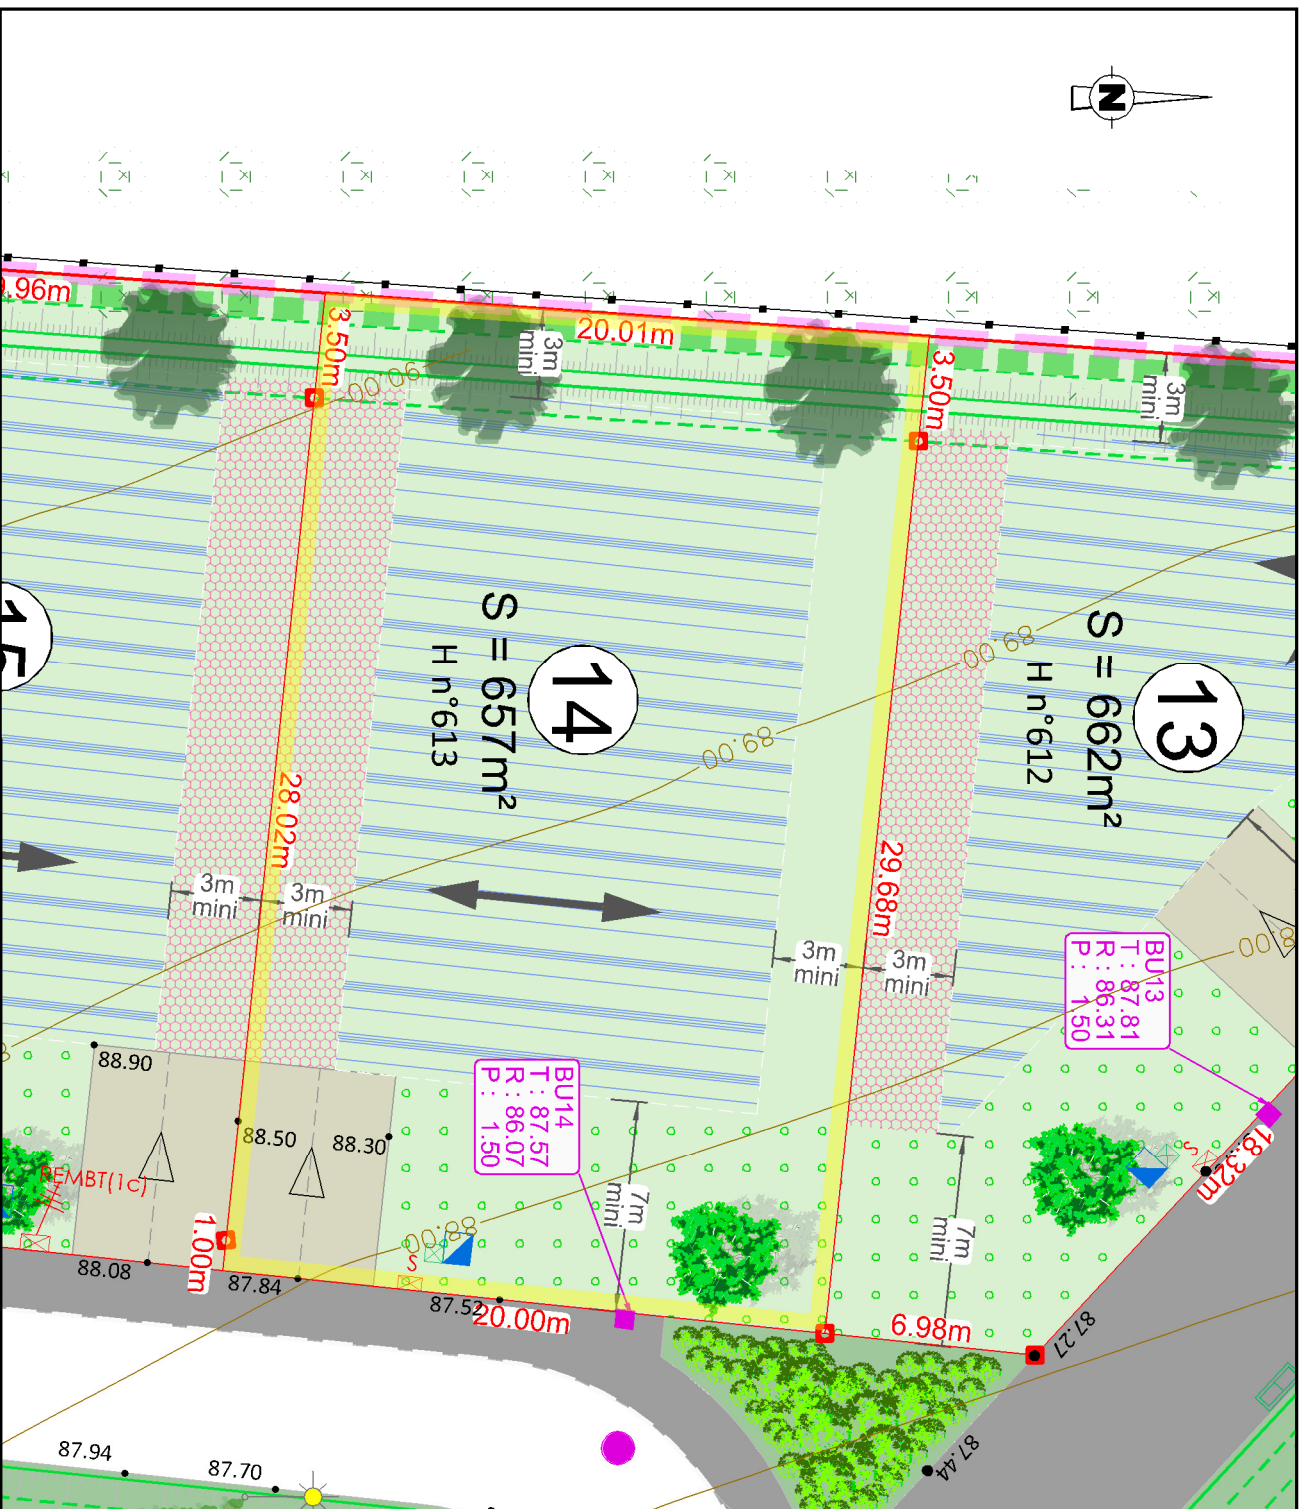 N
9.96m
3.50m
90.00
3m
mini
20.01m
3.50m
3m
mini
89.00
13
S = 662m²
H n°612
14
S = 657m²
H n°613
15
89.00
28.02m
29.68m
3m
mini
3m
mini
3m
mini
3m
mini
BU13
T : 87.81
R : 86.31
P : 1.50
BU14
T : 87.57
R : 86.07
P : 1.50
88.90
88.50
88.30
7m
mini
7m
mini
S
18.32m
REMBT(1c)
1.00m
88.00
S
88.08
87.84
87.52
20.00m
6.98m
87.27
87.44
87.94
87.70